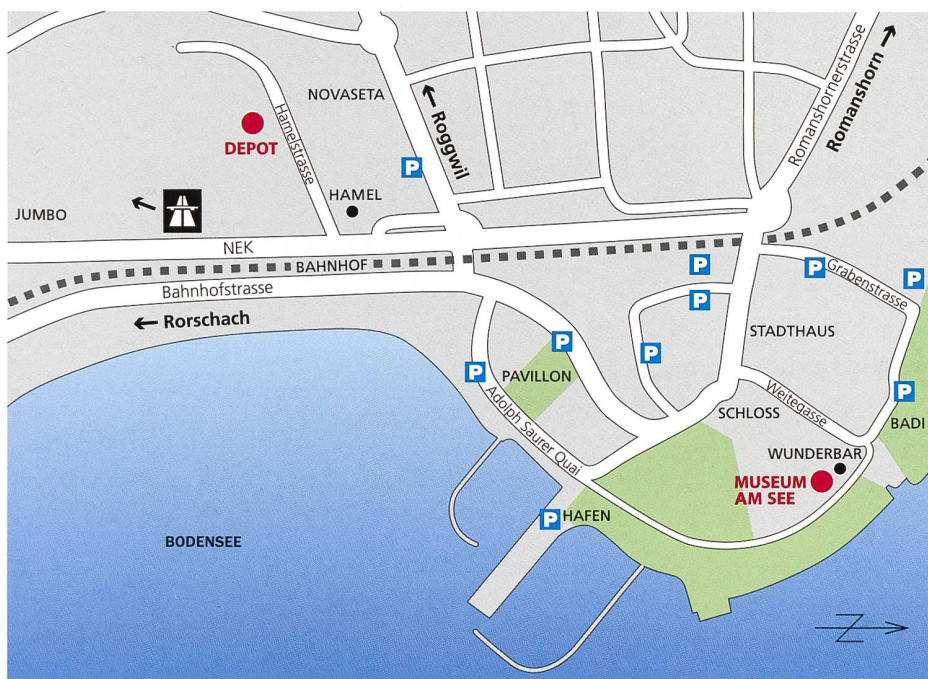 NOVASETA
Hamelstrasse
DEPOT
Roggwil
Romanshornerstrasse
Romanshorn
P
HAMEL
JUMBO
NEK
BAHNHOF
Bahnhofstrasse
Rorschach
P
P
P
P
Grabenstrasse
STADTHAUS
P
P
P
PAVILLON
P
Adolph Saurer Quai
SCHLOSS
Weitegasse
BADI
WUNDERBAR
MUSEUM
AM SEE
P
HAFEN
BODENSEE
Z